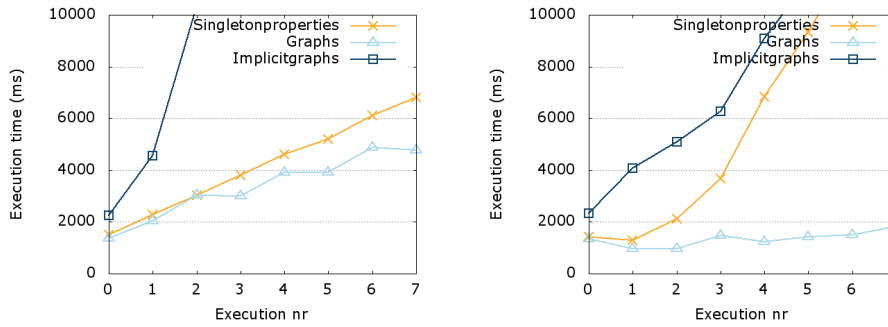 10000
8000
6000
4000
2000
0
Execution time (ms)
Singletonproperties
Graphs
Implicitgraphs
0 1 2 3 4 5 6 7
Execution nr
10000
8000
6000
4000
2000
0
Execution time (ms)
Singletonproperties
Graphs
Implicitgraphs
0 1 2 3 4 5 6
Execution nr